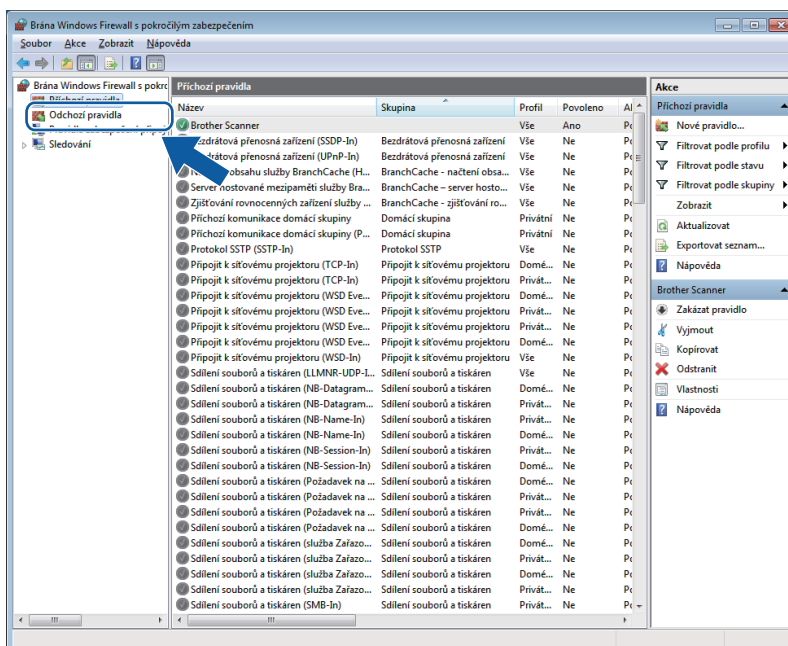 Brána Windows Firewall s pokročilým zabezpečením
Soubor Akce Zobrazit Nápověda
Brána Windows Firewall s pokro
Příchozí pravidla
Odchozí pravidla
Sledování
Příchozí pravidla
Název Skupina Profil Povoleno
Brother Scanner Vše Ano
zdrátová přenosná zařízení (SSDP-In) Bezdrátová přenosná zařízení Vše Ne
drátová přenosná zařízení (UPnP-In) Bezdrátová přenosná zařízení Vše Ne
obsahu služby BranchCache (H... BranchCache - načtení obsa... Vše Ne
Server hostované mezipaměti služby Bra... BranchCache – server hosto... Vše Ne
Zjišťování rovnocenných zařízení služby ... BranchCache - zjišťování ro... Vše Ne
Příchozí komunikace domácí skupiny Domácí skupina Privátní Ne
Příchozí komunikace domácí skupiny (P... Domácí skupina Privátní Ne
Protokol SSTP (SSTP-In) Protokol SSTP Vše Ne
Připojit k síťovému projektoru (TCP-In) Připojit k síťovému projektoru Domé... Ne
Připojit k síťovému projektoru (TCP-In) Připojit k síťovému projektoru Privát... Ne
Připojit k síťovému projektoru (WSD Eve... Připojit k síťovému projektoru Domé... Ne
Připojit k síťovému projektoru (WSD Eve... Připojit k síťovému projektoru Privát... Ne
Připojit k síťovému projektoru (WSD Eve... Připojit k síťovému projektoru Privát... Ne
Připojit k síťovému projektoru (WSD Eve... Připojit k síťovému projektoru Domé... Ne
Připojit k síťovému projektoru (WSD-In) Připojit k síťovému projektoru Vše Ne
Sdílení souborů a tiskáren (LLMNR-UDP-I... Sdílení souborů a tiskáren Vše Ne
Sdílení souborů a tiskáren (NB-Datagram... Sdílení souborů a tiskáren Domé... Ne
Sdílení souborů a tiskáren (NB-Datagram... Sdílení souborů a tiskáren Privát... Ne
Sdílení souborů a tiskáren (NB-Name-In) Sdílení souborů a tiskáren Privát... Ne
Sdílení souborů a tiskáren (NB-Name-In) Sdílení souborů a tiskáren Domé... Ne
Sdílení souborů a tiskáren (NB-Session-In) Sdílení souborů a tiskáren Privát... Ne
Sdílení souborů a tiskáren (NB-Session-In) Sdílení souborů a tiskáren Domé... Ne
Sdílení souborů a tiskáren (Požadavek na ... Sdílení souborů a tiskáren Domé... Ne
Sdílení souborů a tiskáren (Požadavek na ... Sdílení souborů a tiskáren Privát... Ne
Sdílení souborů a tiskáren (Požadavek na ... Sdílení souborů a tiskáren Privát... Ne
Sdílení souborů a tiskáren (Požadavek na ... Sdílení souborů a tiskáren Domé... Ne
Sdílení souborů a tiskáren (služba Zařazo... Sdílení souborů a tiskáren Domé... Ne
Sdílení souborů a tiskáren (služba Zařazo... Sdílení souborů a tiskáren Privát... Ne
Sdílení souborů a tiskáren (služba Zařazo... Sdílení souborů a tiskáren Domé... Ne
Sdílení souborů a tiskáren (služba Zařazo... Sdílení souborů a tiskáren Privát... Ne
Sdílení souborů a tiskáren (SMB-In) Sdílení souborů a tiskáren Privát... Ne
Akce
Příchozí pravidla
Nové pravidlo...
Filtrovat podle profilu
Filtrovat podle stavu
Filtrovat podle skupiny
Zobrazit
Aktualizovat
Exportovat seznam...
Nápověda
Brother Scanner
Zakázat pravidlo
Vyjmout
Kopírovat
Odstranit
Vlastnosti
Nápověda